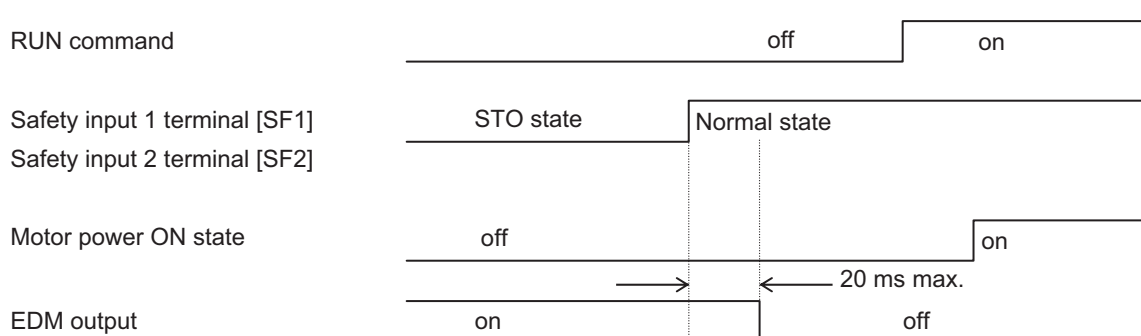 RUN command
off
on
Safety input 1 terminal [SF1]
STO state
Normal state
Safety input 2 terminal [SF2]
Motor power ON state
off
on
20 ms max.
EDM output
on
off